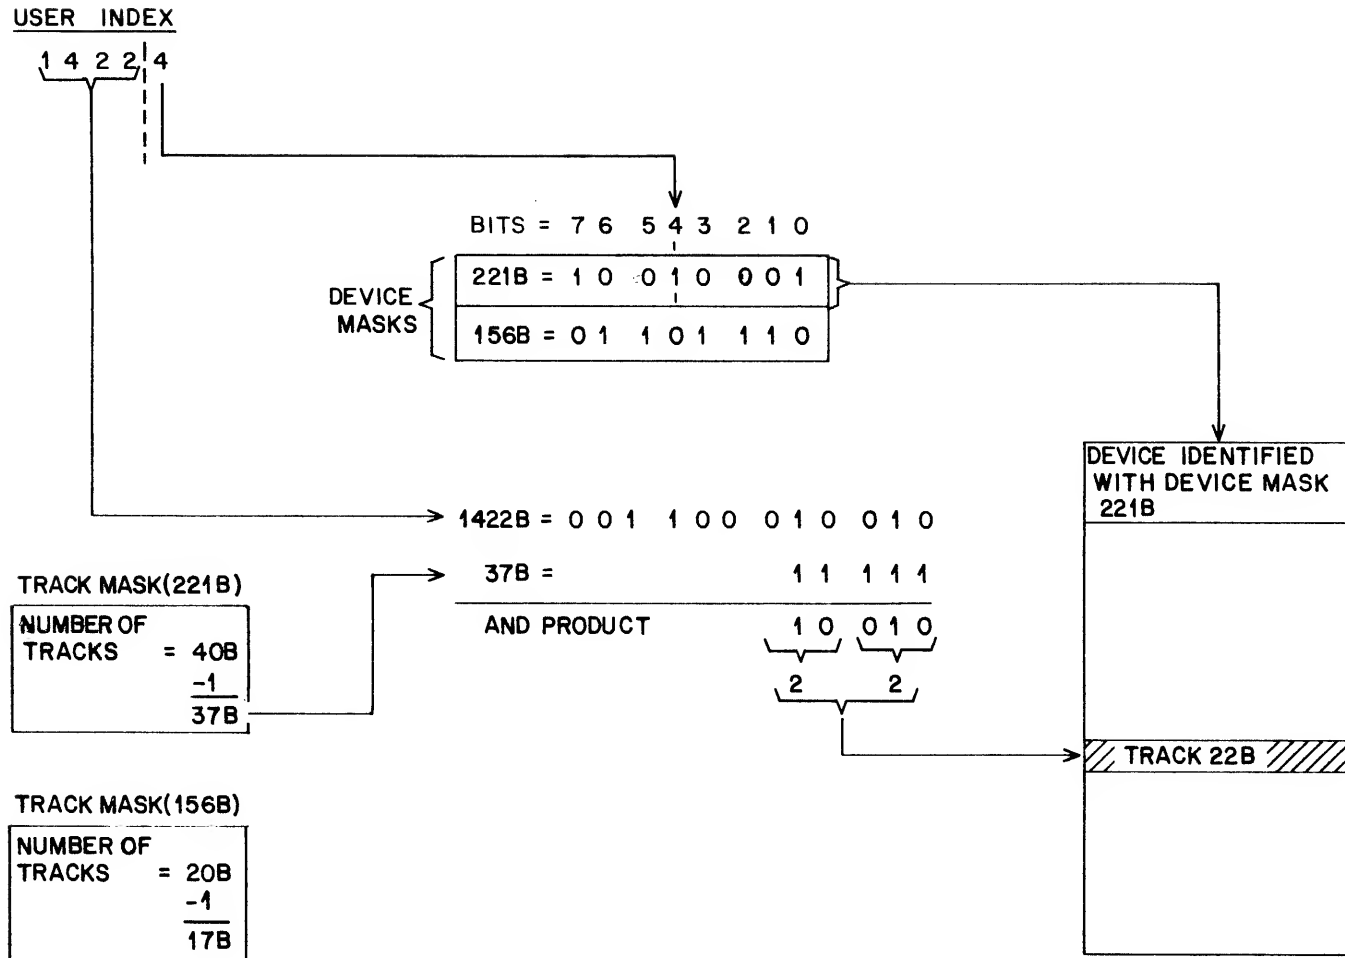 USER INDEX
1 4 2 2 4
BITS = 7 6 5 4 3 2 1 0
221B = 1 0 0 1 0 0 0 1
DEVICE
MASKS
156B = 0 1 1 0 1 1 1 0
DEVICE IDENTIFIED
WITH DEVICE MASK
221B
1422B = 0 0 1 1 0 0 0 1 0 0 1 0
37B = 1 1 1 1 1
AND PRODUCT 1 0 0 1 0
2 2
TRACK MASK(221B)
NUMBER OF
TRACKS = 40B
-1
37B
TRACK 22B
TRACK MASK(156B)
NUMBER OF
TRACKS = 20B
-1
17B